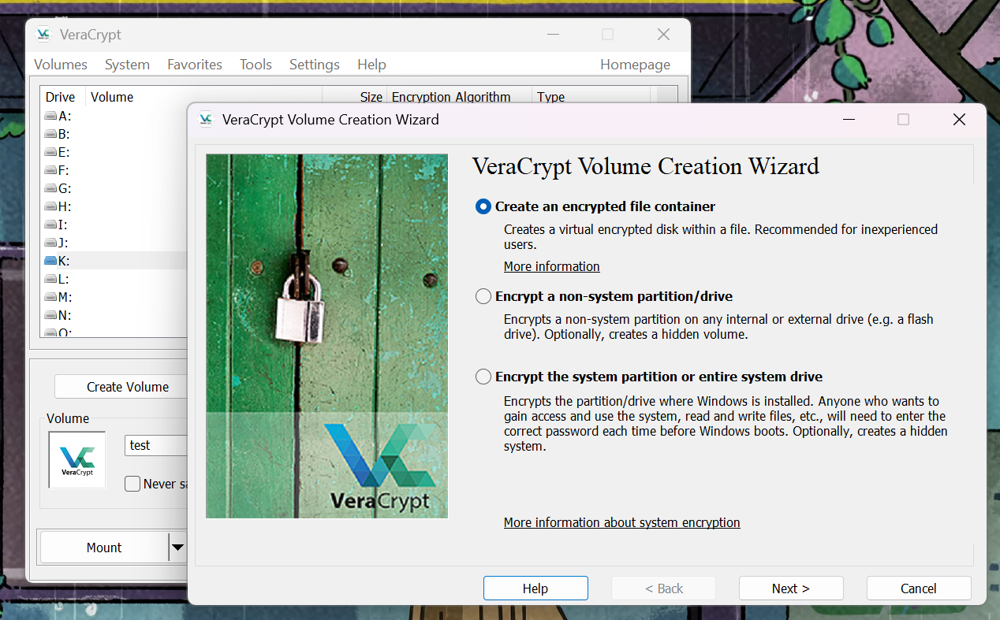 VeraCrypt
Volumes System Favorites Tools Settings Help Homepage
Drive Volume Size Encryption Algorithm Type
A:
B:
E:
F:
G:
H:
I:
J:
K:
L:
M:
N:
O:
Create Volume
Volume
VeraCrypt
test
Never
Mount
VeraCrypt Volume Creation Wizard
VeraCrypt
VeraCrypt Volume Creation Wizard
Create an encrypted file container
Creates a virtual encrypted disk within a file. Recommended for inexperienced
users.
More information
Encrypt a non-system partition/drive
Encrypts a non-system partition on any internal or external drive (e.g. a flash
drive). Optionally, creates a hidden volume.
Encrypt the system partition or entire system drive
Encrypts the partition/drive where Windows is installed. Anyone who wants to
gain access and use the system, read and write files, etc., will need to enter the
correct password each time before Windows boots. Optionally, creates a hidden
system.
More information about system encryption
Help < Back Next > Cancel